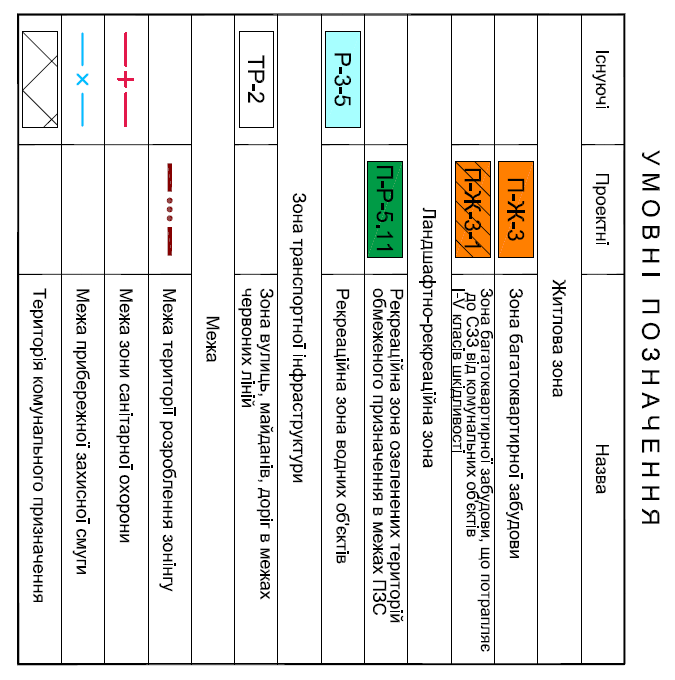 УМОВНІ ПОЗНАЧЕННЯ
Існуючі Проектні Назва
Житлова зона
П-Ж-3 Зона багатоквартирної забудови
П-Ж-3-1 Зона багатоквартирної забудови, що потрапляє
до СЗЗ від комунальних об'єктів
I-V класів шкідливості
Ландшафтно-рекреаційна зона
П-Р-5.11 Рекреаційна зона озеленених територій
обмеженого призначення в межах ПЗС
Р-3-5 Рекреаційна зона водних об'єктів
Зона транспортної інфраструктури
ТР-2 Зона вулиць, майданів, доріг в межах
червоних ліній
Межа
Межа території розроблення зонінгу
Межа зони санітарної охорони
Межа прибережної захисної смуги
Територія комунального призначення